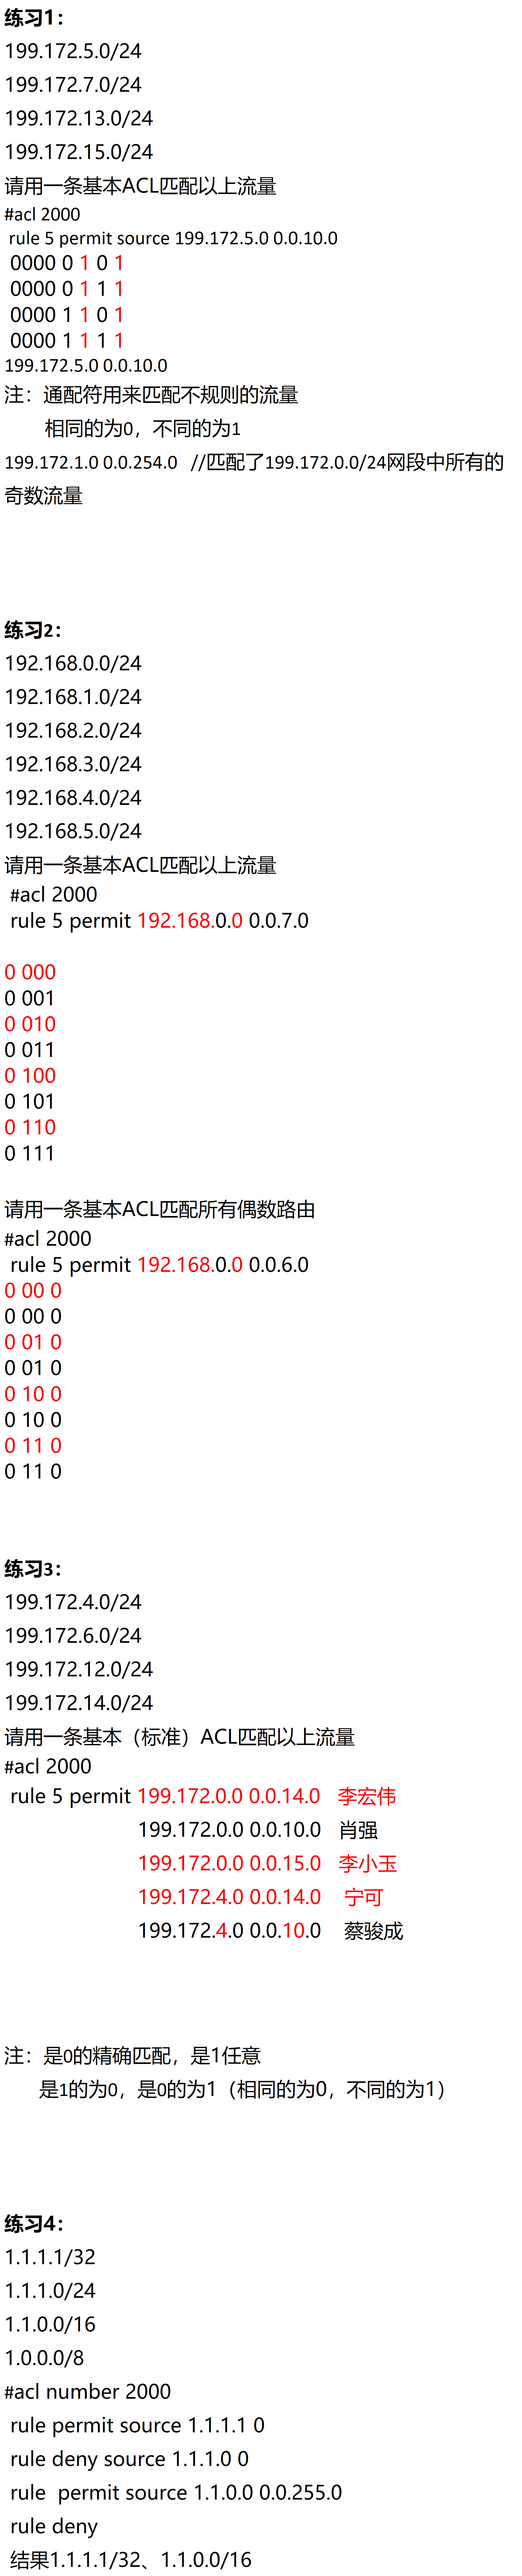 练习1：
199.172.5.0/24
199.172.7.0/24
199.172.13.0/24
199.172.15.0/24
请用一条基本ACL匹配以上流量
#acl 2000
rule 5 permit source 199.172.5.0 0.0.10.0
0000 0 1 0 1
0000 0 1 1 1
0000 1 1 0 1
0000 1 1 1 1
199.172.5.0 0.0.10.0
注：通配符用来匹配不规则的流量
相同的为0，不同的为1
199.172.1.0 0.0.254.0 //匹配了199.172.0.0/24网段中所有的
奇数流量
练习2：
192.168.0.0/24
192.168.1.0/24
192.168.2.0/24
192.168.3.0/24
192.168.4.0/24
192.168.5.0/24
请用一条基本ACL匹配以上流量
#acl 2000
rule 5 permit 192.168.0.0 0.0.7.0
0 000
0 001
0 010
0 011
0 100
0 101
0 110
0 111
请用一条基本ACL匹配所有偶数路由
#acl 2000
rule 5 permit 192.168.0.0 0.0.6.0
0 00 0
0 00 0
0 01 0
0 01 0
0 10 0
0 10 0
0 11 0
0 11 0
练习3：
199.172.4.0/24
199.172.6.0/24
199.172.12.0/24
199.172.14.0/24
请用一条基本（标准）ACL匹配以上流量
#acl 2000
rule 5 permit 199.172.0.0 0.0.14.0 李宏伟
199.172.0.0 0.0.10.0 肖强
199.172.0.0 0.0.15.0 李小玉
199.172.4.0 0.0.14.0 宁可
199.172.4.0 0.0.10.0 蔡骏成
注：是0的精确匹配，是1任意
是1的为0，是0的为1（相同的为0，不同的为1）
练习4：
1.1.1.1/32
1.1.1.0/24
1.1.0.0/16
1.0.0.0/8
#acl number 2000
rule permit source 1.1.1.1 0
rule deny source 1.1.1.0 0
rule permit source 1.1.0.0 0.0.255.0
rule deny
结果1.1.1.1/32、1.1.0.0/16